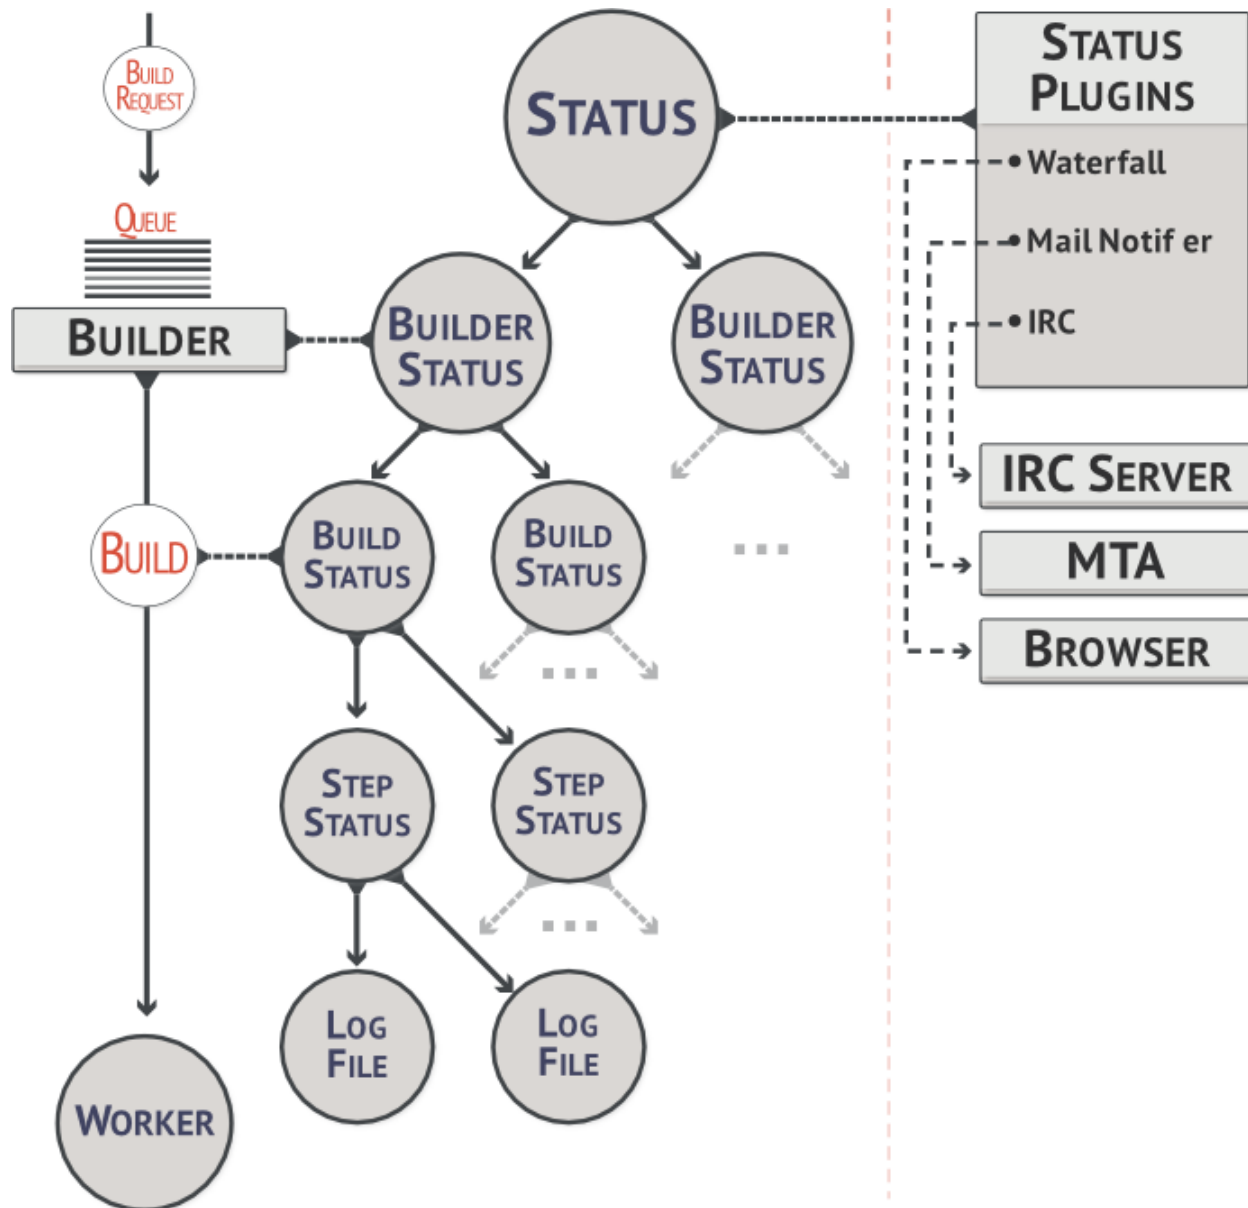 BUILD
REQUEST
QUEUE
BUILDER
BUILD
WORKER
STATUS
BUILDER
STATUS
BUILDER
STATUS
BUILD
STATUS
BUILD
STATUS
...
...
STEP
STATUS
STEP
STATUS
...
LOG
FILE
LOG
FILE
STATUS
PLUGINS
Waterfall
Mail Notif er
IRC
IRC SERVER
MTA
BROWSER